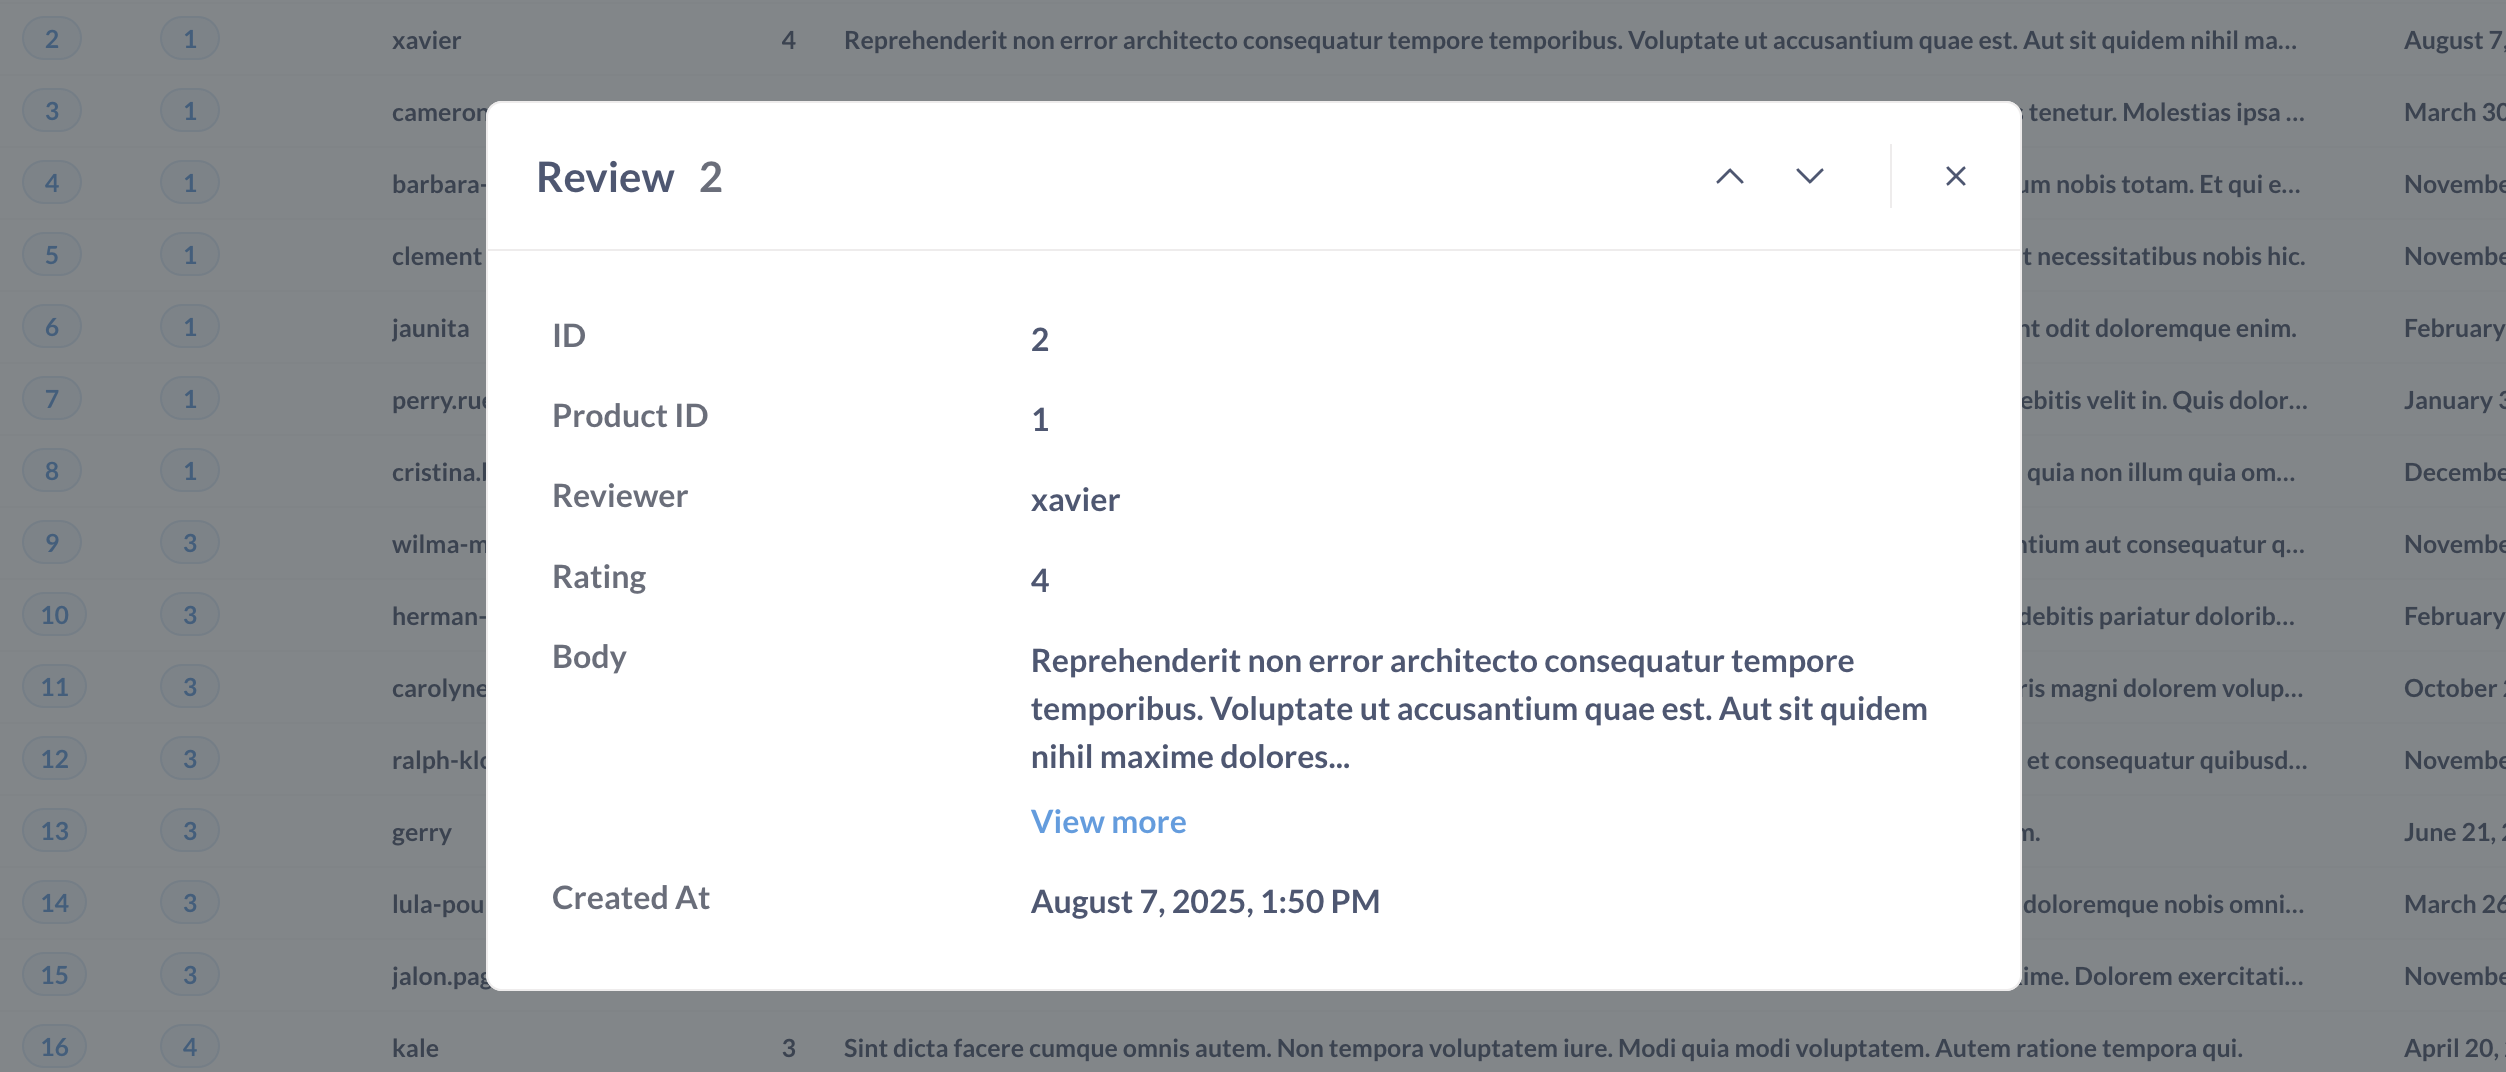 2 1 xavier 4 Reprehenderit non error architecto consequatur tempore temporibus. Voluptate ut accusantium quae est. Aut sit quidem nihil ma... August 7,
3 1 cameron tenetur. Molestias ipsa ... March 30
4 1 barbara- um nobis totam. Et qui e... Novembe
5 1 clement t necessitatibus nobis hic. Novembe
6 1 jaunita nt odit doloremque enim. February
7 1 perry.rue ebitis velit in. Quis dolor... January 3
8 1 cristina. quia non illum quia om... Decembe
9 3 wilma-m ntium aut consequatur q... Novembe
10 3 herman- debitis pariatur dolorib... February
11 3 carolyne ris magni dolorem volup... October
12 3 ralph-klo et consequatur quibusd... Novembe
13 3 gerry m. June 21,
14 3 lula-pou doloremque nobis omni... March 26
15 3 jalon.pag ime. Dolorem exercitati... Novembe
16 4 kale 3 Sint dicta facere cumque omnis autem. Non tempora voluptatem iure. Modi quia modi voluptatem. Autem ratione tempora qui. April 20,
Review 2
ID 2
Product ID 1
Reviewer xavier
Rating 4
Body Reprehenderit non error architecto consequatur tempore
temporibus. Voluptate ut accusantium quae est. Aut sit quidem
nihil maxime dolores...
View more
Created At August 7, 2025, 1:50 PM